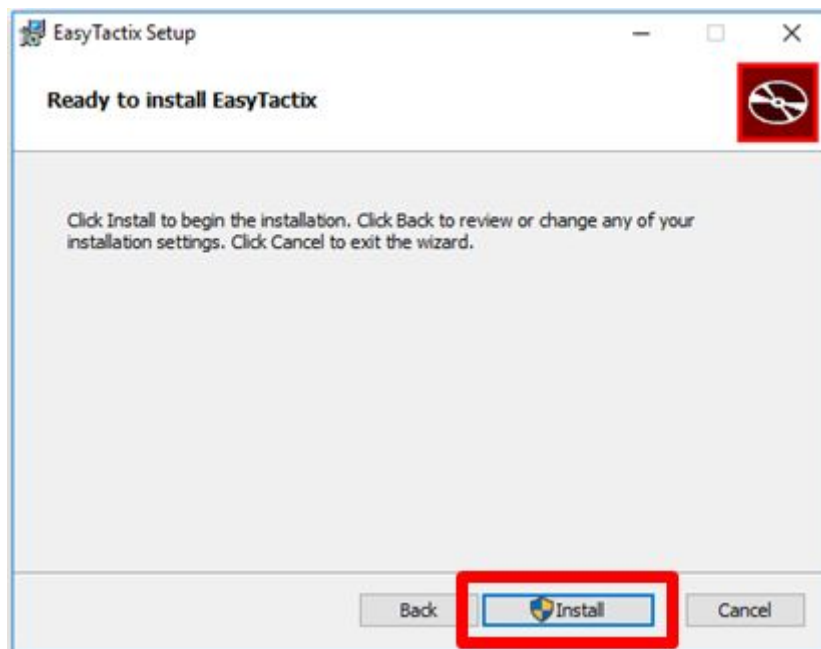 EasyTactix Setup
Ready to install EasyTactix
Click Install to begin the installation. Click Back to review or change any of your
installation settings. Click Cancel to exit the wizard.
Back Install Cancel